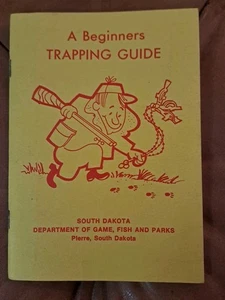 A Beginners
TRAPPING GUIDE
SOUTH DAKOTA
DEPARTMENT OF GAME, FISH AND PARKS
Pierre, South Dakota